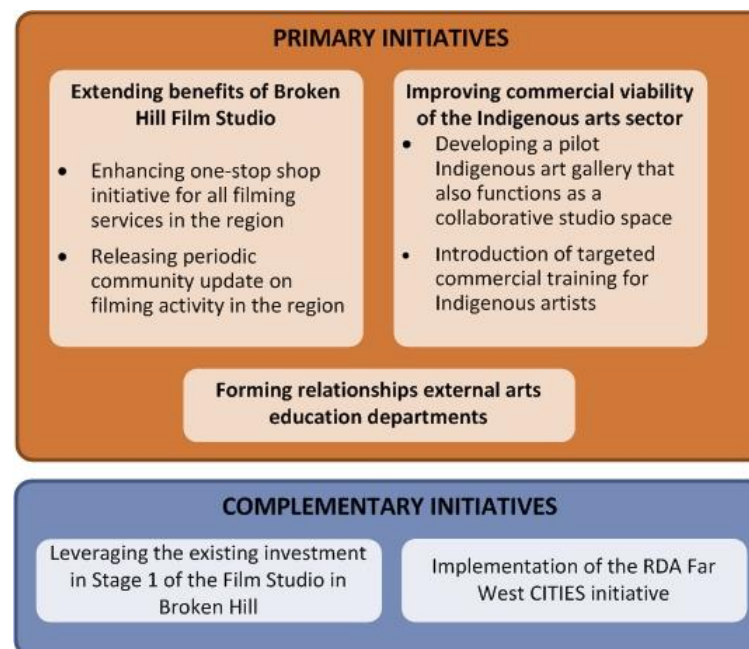 PRIMARY INITIATIVES
Extending benefits of Broken
Hill Film Studio
• Enhancing one-stop shop
initiative for all filming
services in the region
• Releasing periodic
community update on
filming activity in the region
Improving commercial viability
of the Indigenous arts sector
• Developing a pilot
Indigenous art gallery that
also functions as a
collaborative studio space
• Introduction of targeted
commercial training for
Indigenous artists
Forming relationships external arts
education departments
COMPLEMENTARY INITIATIVES
Leveraging the existing investment
in Stage 1 of the Film Studio in
Broken Hill
Implementation of the RDA Far
West CITIES initiative